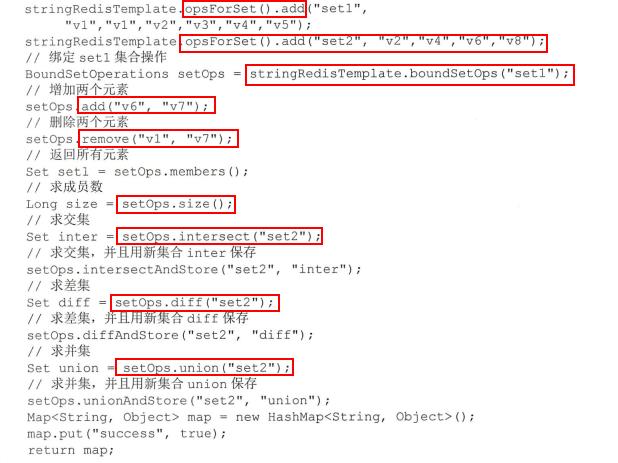 stringRedisTemplate.opsForSet().add("set1",
"v1","v1","v2","v3","v4","v5");
stringRedisTemplate.opsForSet().add("set2", "v2","v4","v6","v8");
// 绑定 set1 集合操作
BoundSetOperations setOps = stringRedisTemplate.boundSetOps("set1");
// 增加两个元素
setOps.add("v6", "v7");
// 删除两个元素
setOps.remove("v1", "v7");
// 返回所有元素
Set set1 = setOps.members();
// 求成员数
Long size = setOps.size();
// 求交集
Set inter = setOps.intersect("set2");
// 求交集，并且用新集合 inter 保存
setOps.intersectAndStore("set2", "inter");
// 求差集
Set diff = setOps.diff("set2");
// 求差集，并且用新集合 diff 保存
setOps.diffAndStore("set2", "diff");
// 求并集
Set union = setOps.union("set2");
// 求并集，并且用新集合 union 保存
setOps.unionAndStore("set2", "union");
Map<String, Object> map = new HashMap<String, Object>();
map.put("success", true);
return map;